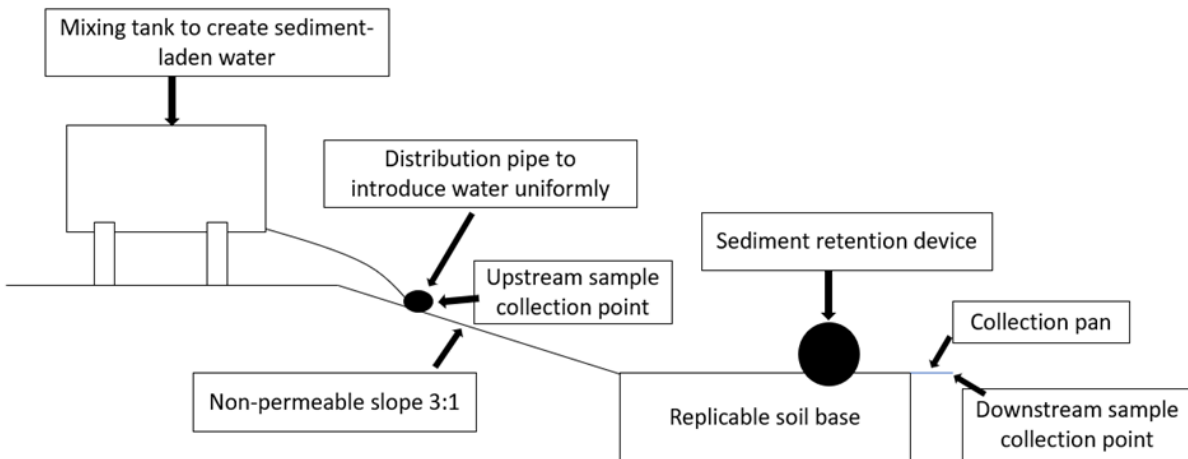 Mixing tank to create sediment-
laden water
Distribution pipe to
introduce water uniformly
Sediment retention device
Upstream sample
collection point
Collection pan
Non-permeable slope 3:1
Replicable soil base
Downstream sample
collection point